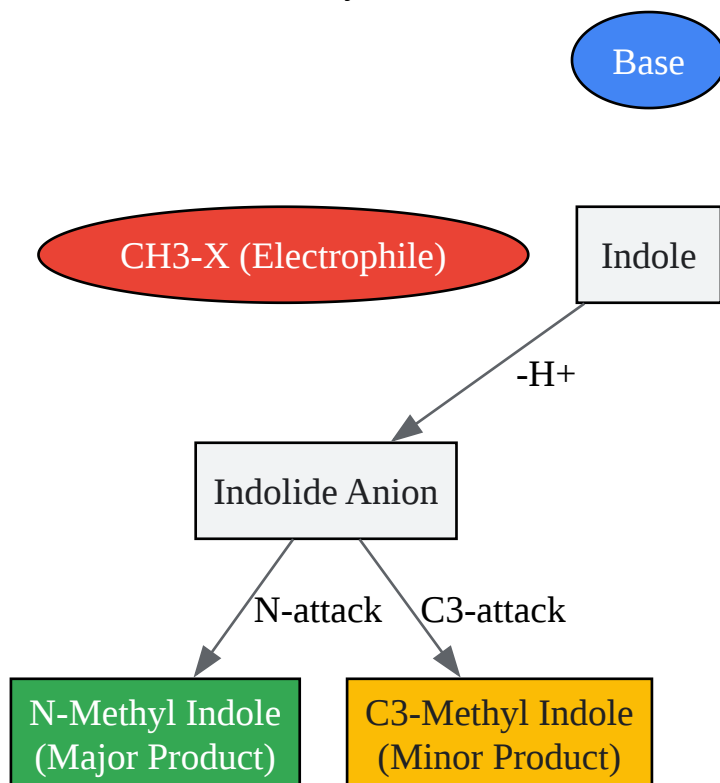 Base
CH3-X (Electrophile)
Indole
-H+
Indolide Anion
N-attack
C3-attack
N-Methyl Indole
(Major Product)
C3-Methyl Indole
(Minor Product)